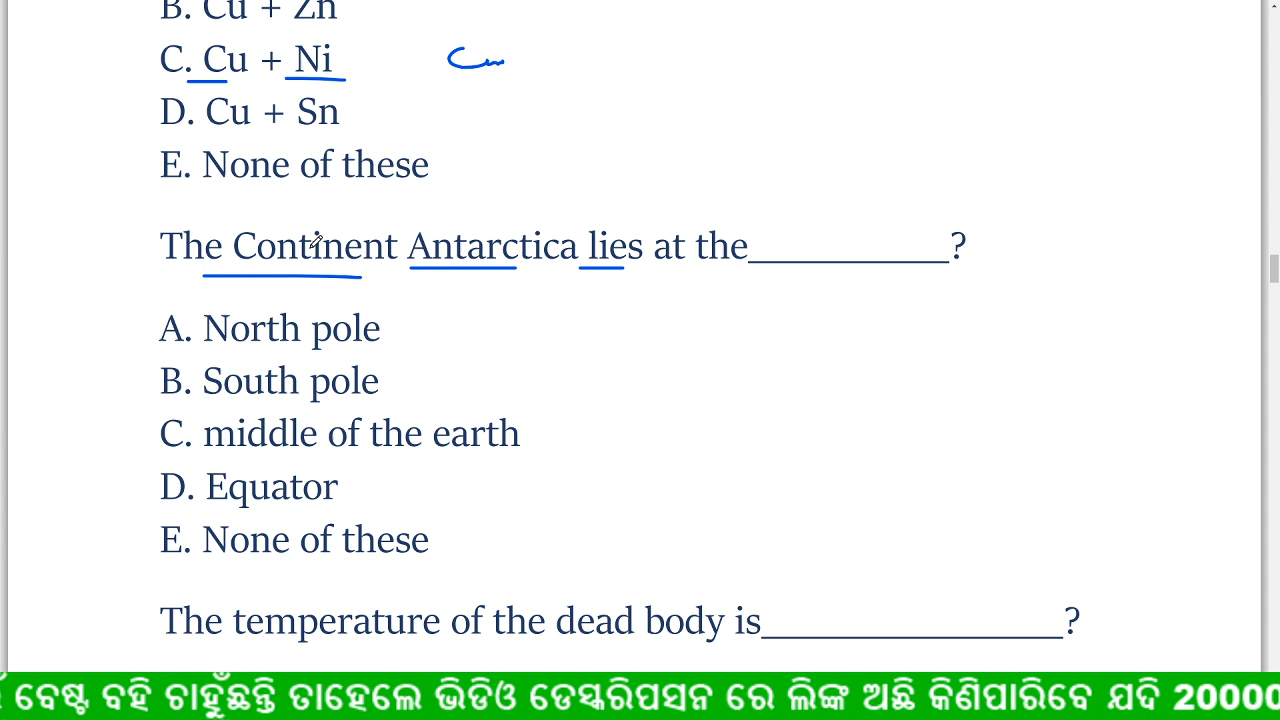 B. Cu + Zn
C. Cu + Ni
D. Cu + Sn
E. None of these
The Continent Antarctica lies at the___________?
A. North pole
B. South pole
C. middle of the earth
D. Equator
E. None of these
The temperature of the dead body is________________?
ବେଷ୍ଟ ବହି ଚାହୁଁଛନ୍ତି ତାହେଲେ ଭିଡିଓ ଡେସ୍କରିପସନ ରେ ଲିଙ୍କ ଅଛି କିଣିପାରିବେ ଯଦି 20000